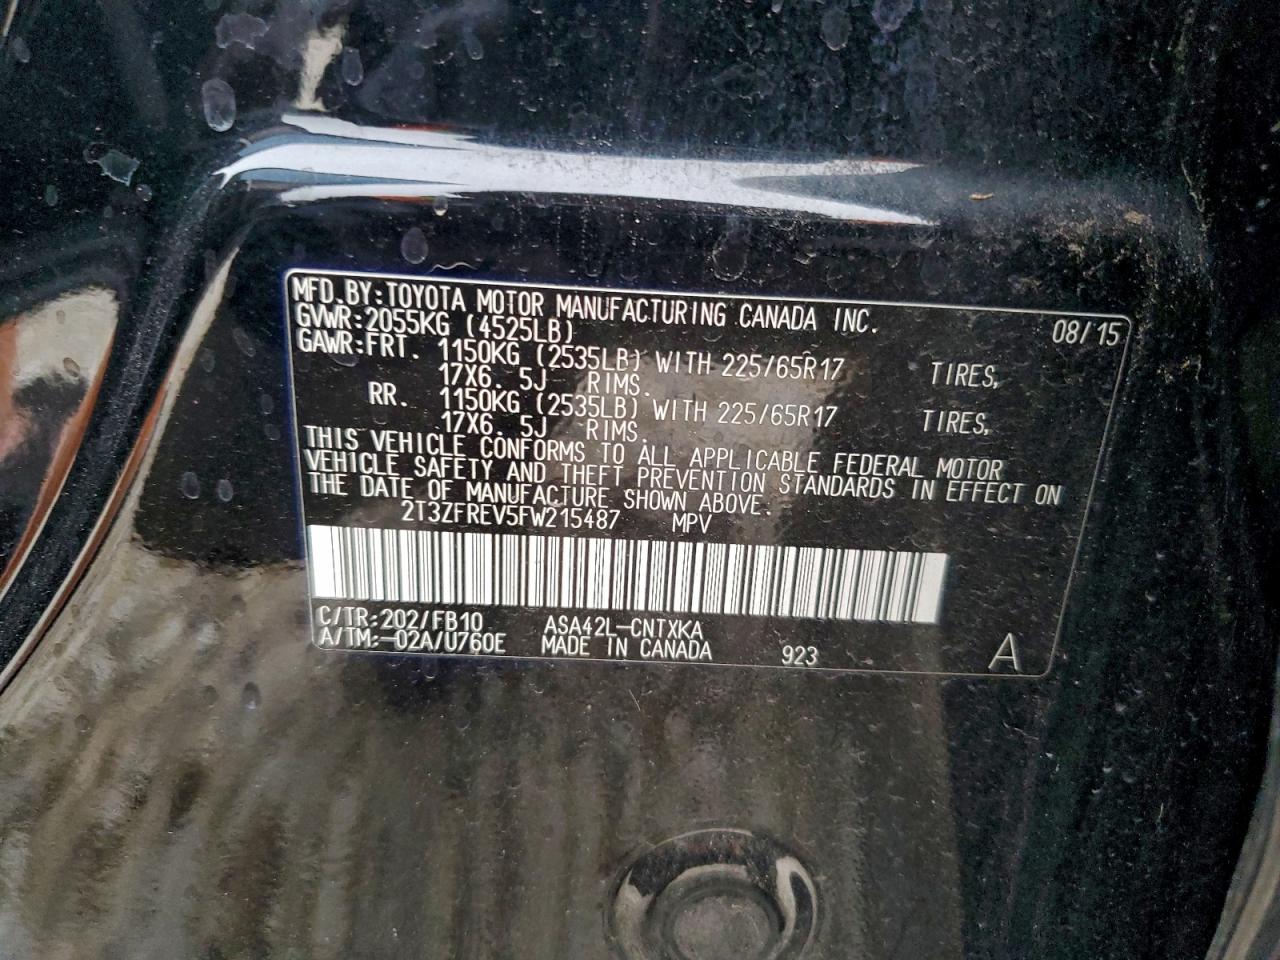 MFD.BY:TOYOTA MOTOR MANUFACTURING CANADA INC. 08/15
GVWR:2055KG (4525LB)
GAWR:FRT. 1150KG (2535LB) WITH 225/65R17 TIRES,
17X6. 5J RIMS.
RR. 1150KG (2535LB) WITH 225/65R17 TIRES,
17X6. 5J RIMS.
THIS VEHICLE CONFORMS TO ALL APPLICABLE FEDERAL MOTOR
VEHICLE SAFETY AND THEFT PREVENTION STANDARDS IN EFFECT ON
THE DATE OF MANUFACTURE SHOWN ABOVE.
2T3ZFREV5FW215487 MPV
C/TR:202/FB10 ASA42L-CNTXKA
A/TM:-02A/U760E MADE IN CANADA 923 A